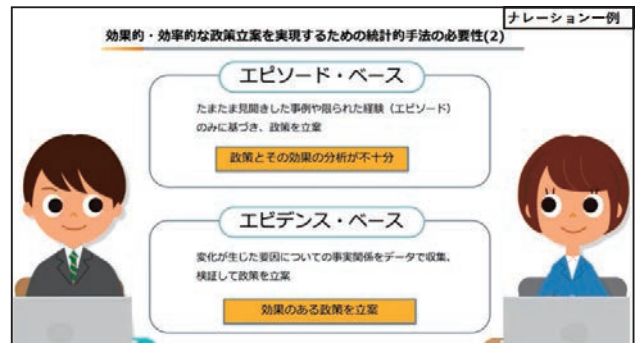 ナレーション一例
効果的・効率的な政策立案を実現するための統計的手法の必要性(2)
エピソード・ベース
たまたま見聞きした事例や限られた経験（エピソード）
のみに基づき、政策を立案
政策とその効果の分析が不十分
エビデンス・ベース
変化が生じた要因についての事実関係をデータで収集、
検証して政策を立案
効果のある政策を立案